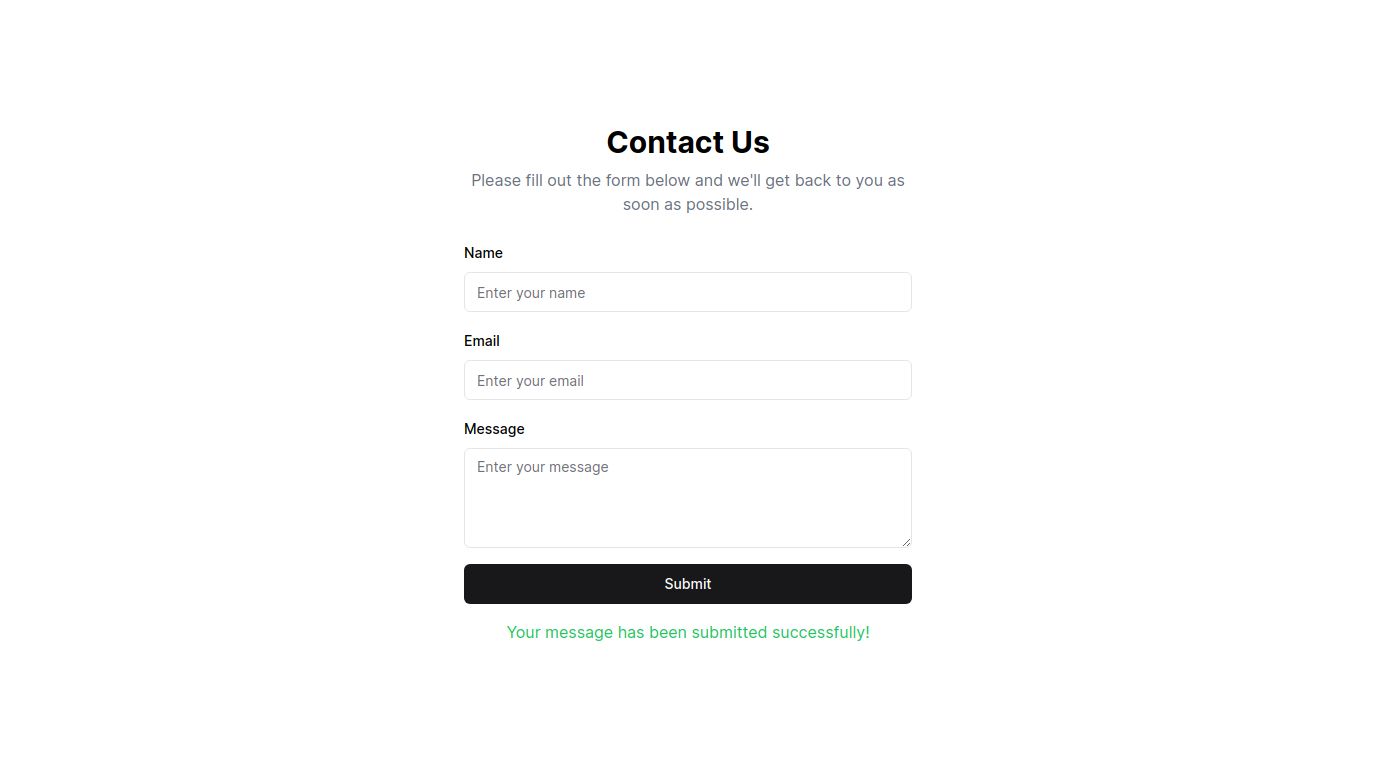 Contact Us
Please fill out the form below and we'll get back to you as
soon as possible.
Name
Enter your name
Email
Enter your email
Message
Enter your message
Submit
Your message has been submitted successfully!